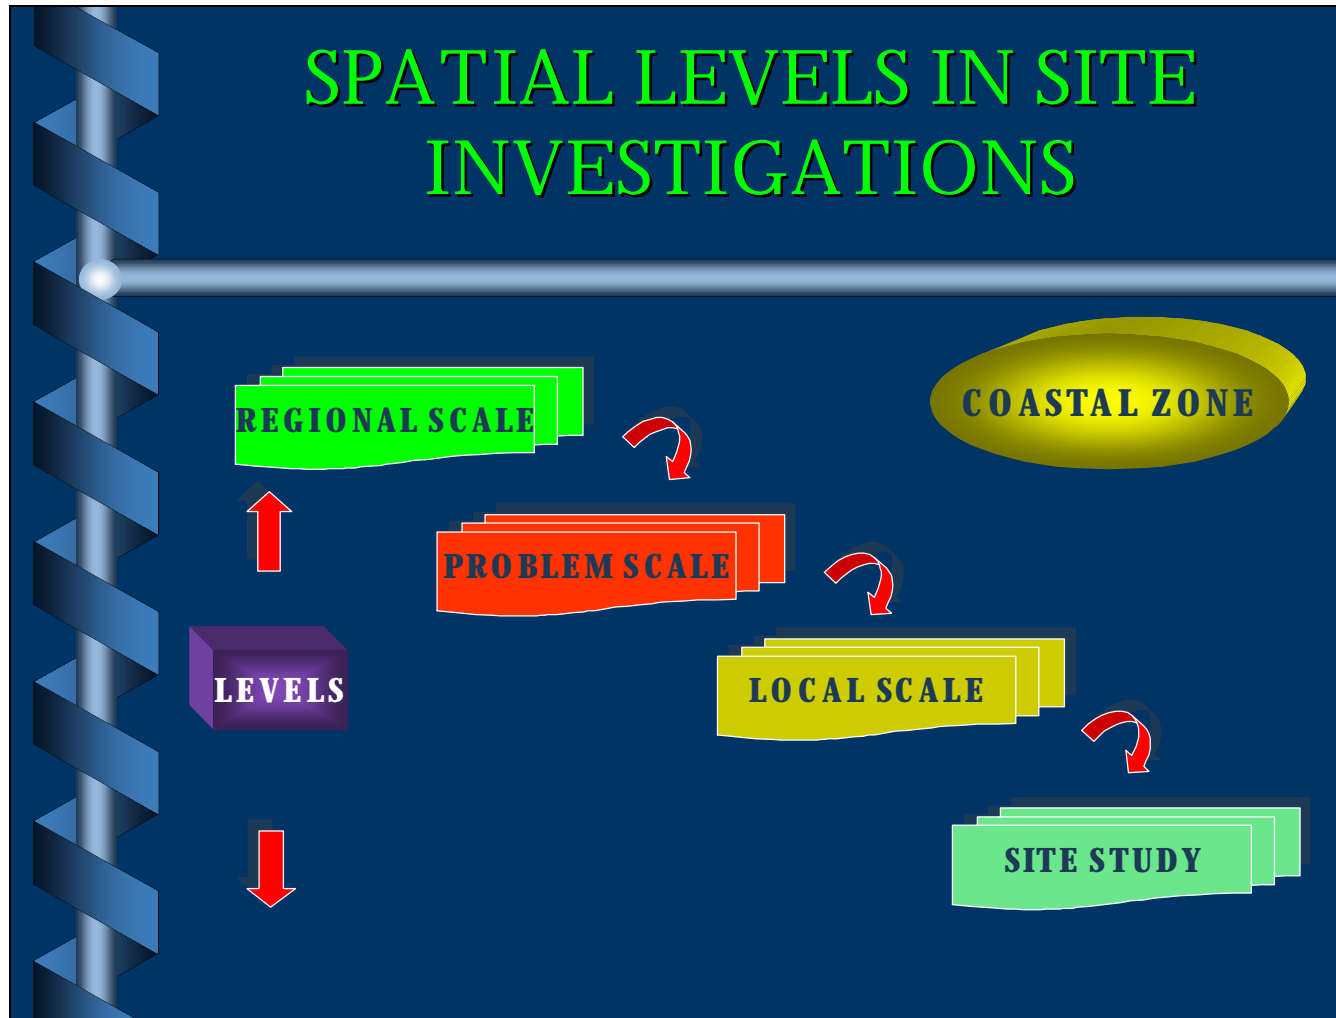 SPATIAL LEVELS IN SITE
INVESTIGATIONS
COASTAL ZONE
REGIONAL SCALE
PROBLEM SCALE
LEVELS
LOCAL SCALE
SITE STUDY